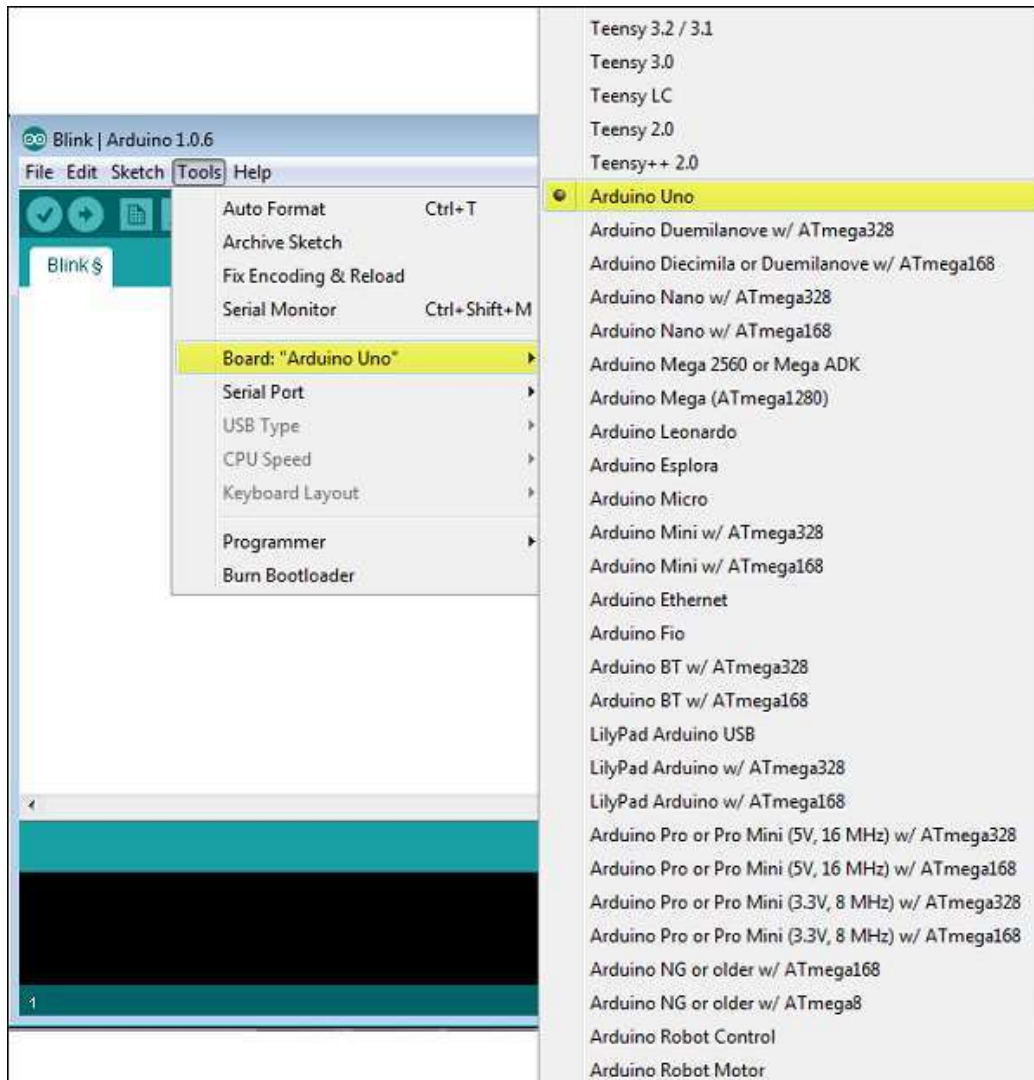 Blink | Arduino 1.0.6
File Edit Sketch Tools Help
Blink§
Auto Format Ctrl+T
Archive Sketch
Fix Encoding & Reload
Serial Monitor Ctrl+Shift+M
Board: "Arduino Uno"
Serial Port
USB Type
CPU Speed
Keyboard Layout
Programmer
Burn Bootloader
1
Teensy 3.2 / 3.1
Teensy 3.0
Teensy LC
Teensy 2.0
Teensy++ 2.0
Arduino Uno
Arduino Duemilanove w/ ATmega328
Arduino Diecimila or Duemilanove w/ ATmega168
Arduino Nano w/ ATmega328
Arduino Nano w/ ATmega168
Arduino Mega 2560 or Mega ADK
Arduino Mega (ATmega1280)
Arduino Leonardo
Arduino Esplora
Arduino Micro
Arduino Mini w/ ATmega328
Arduino Mini w/ ATmega168
Arduino Ethernet
Arduino Fio
Arduino BT w/ ATmega328
Arduino BT w/ ATmega168
LilyPad Arduino USB
LilyPad Arduino w/ ATmega328
LilyPad Arduino w/ ATmega168
Arduino Pro or Pro Mini (5V, 16 MHz) w/ ATmega328
Arduino Pro or Pro Mini (5V, 16 MHz) w/ ATmega168
Arduino Pro or Pro Mini (3.3V, 8 MHz) w/ ATmega328
Arduino Pro or Pro Mini (3.3V, 8 MHz) w/ ATmega168
Arduino NG or older w/ ATmega168
Arduino NG or older w/ ATmega8
Arduino Robot Control
Arduino Robot Motor